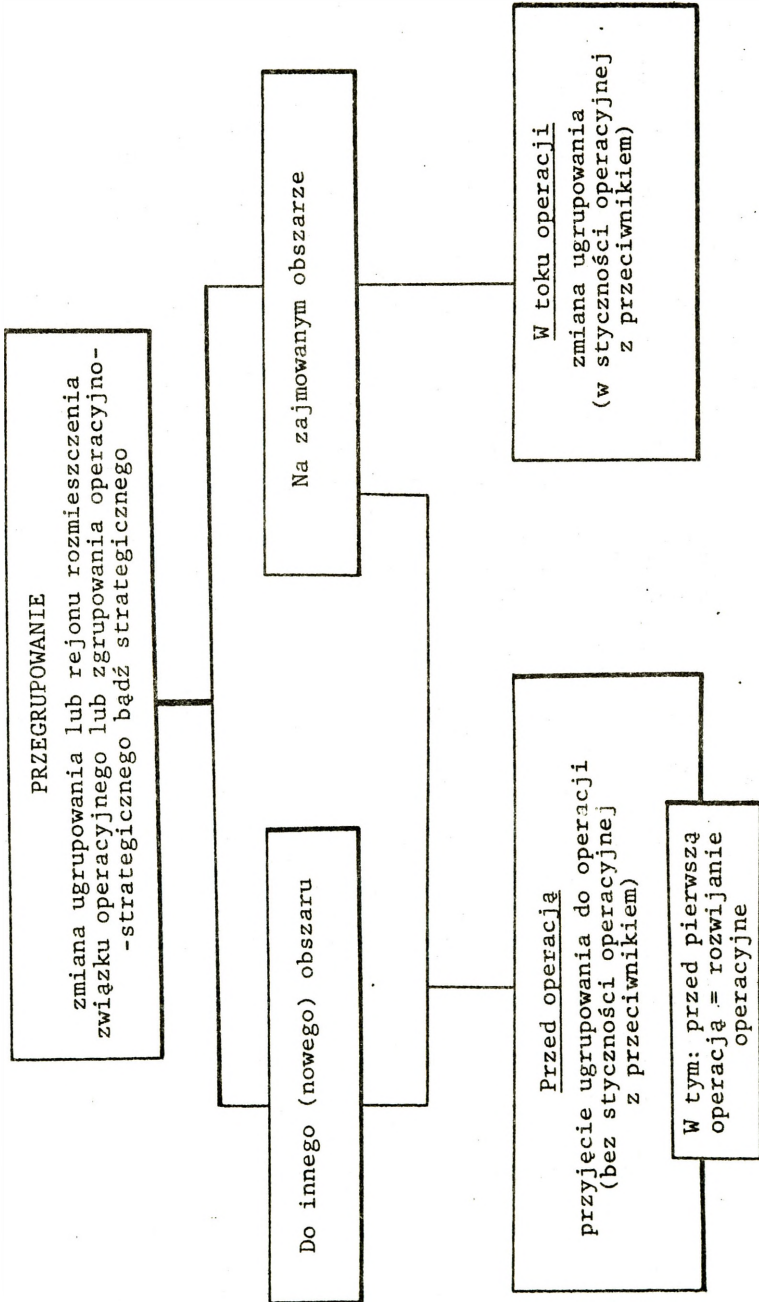 PRZEGRUPOWANIE
zmiana ugrupowania lub rejonu rozmieszczenia
związku operacyjnego lub zgrupowania operacyjno-
-strategicznego bądź strategicznego
Do innego (nowego) obszaru
Na zajmowanym obszarze
Przed operacją
przyjęcie ugrupowania do operacji
(bez styczności operacyjnej
z przeciwnikiem)
W tym: przed pierwszą
operacją = rozwijanie
operacyjne
W toku operacji
zmiana ugrupowania
(w styczności operacyjnej
z przeciwnikiem)